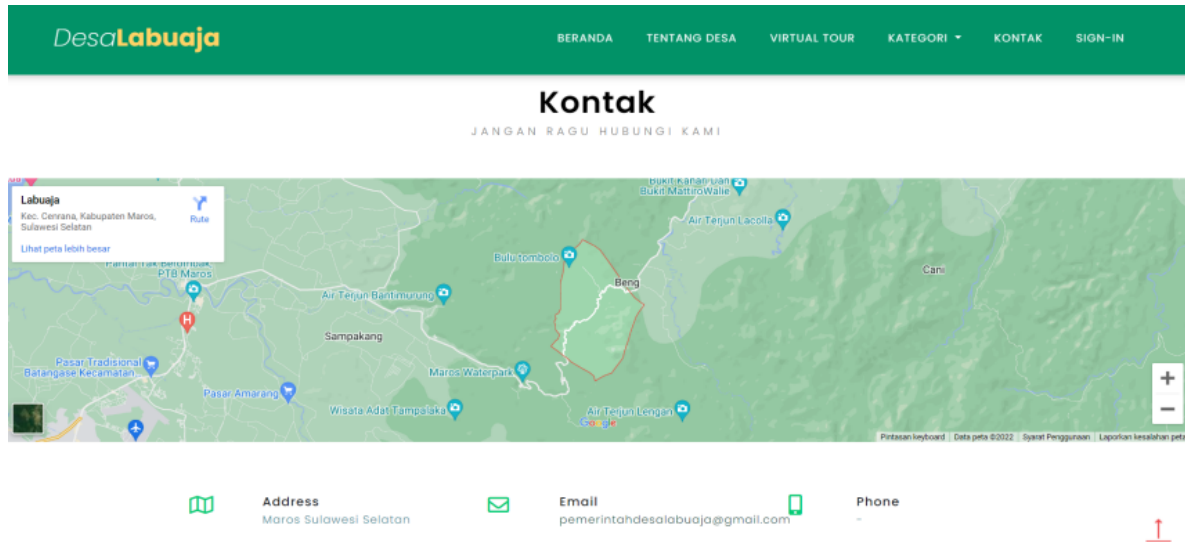 DesaLabuaja
BERANDA TENTANG DESA VIRTUAL TOUR KATEGORI KONTAK SIGN-IN
Kontak
JANGAN RAGU HUBUNGI KAMI
Labuaja
Kec. Cenrana, Kabupaten Maros,
Sulawesi Selatan
Rute
Lihat peta lebih besar
PTB Maros
Bukit MattiroWalie
Air Terjun Lacolla
Bulu tombolo
Beng
Cani
Air Terjun Bantimurung
Sampakang
Pasar Tradisional
Batangase Kecamatan
Maros Waterpark
Pasar Amarang
Wisata Adat Tampalaka
Air Terjun Lengan
Google
Pintasan keyboard Data peta ©2022 Syarat Penggunaan Laporkan kesalahan peta
Address
Maros Sulawesi Selatan
Email
pemerintahdesalabuaja@gmail.com
Phone
-